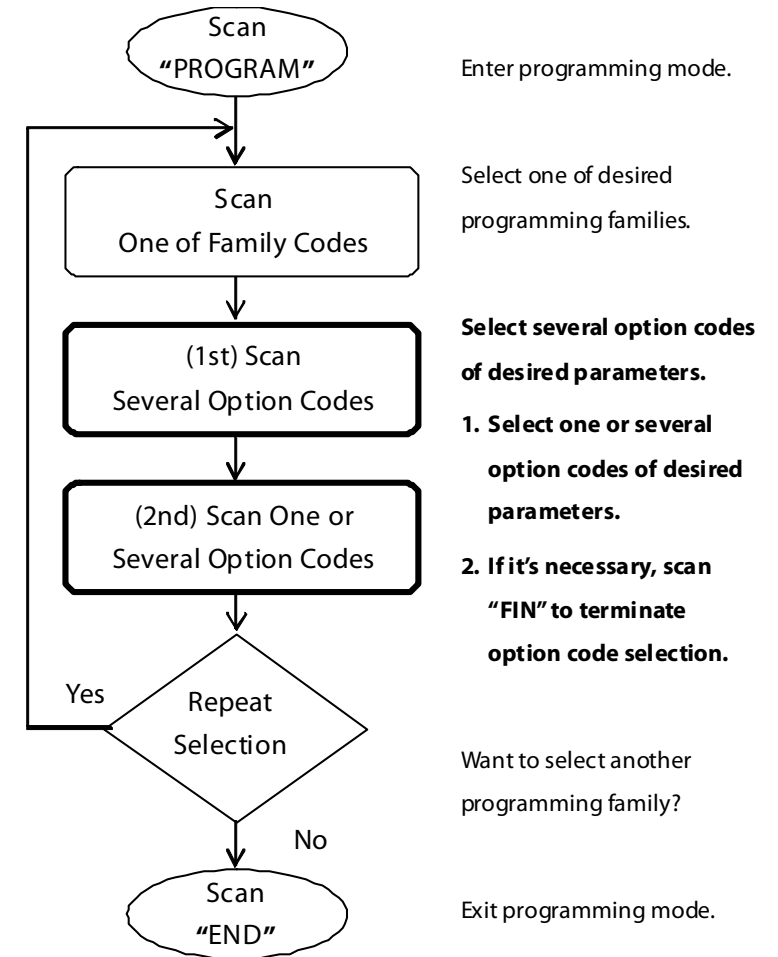 Scan
“PROGRAM”
Enter programming mode.
Scan
One of Family Codes
Select one of desired
programming families.
(1st) Scan
Several Option Codes
Select several option codes
of desired parameters.
1. Select one or several
option codes of desired
parameters.
(2nd) Scan One or
Several Option Codes
2. If it’s necessary, scan
“FIN” to terminate
option code selection.
Yes
Repeat
Selection
Want to select another
programming family?
No
Scan
“END”
Exit programming mode.